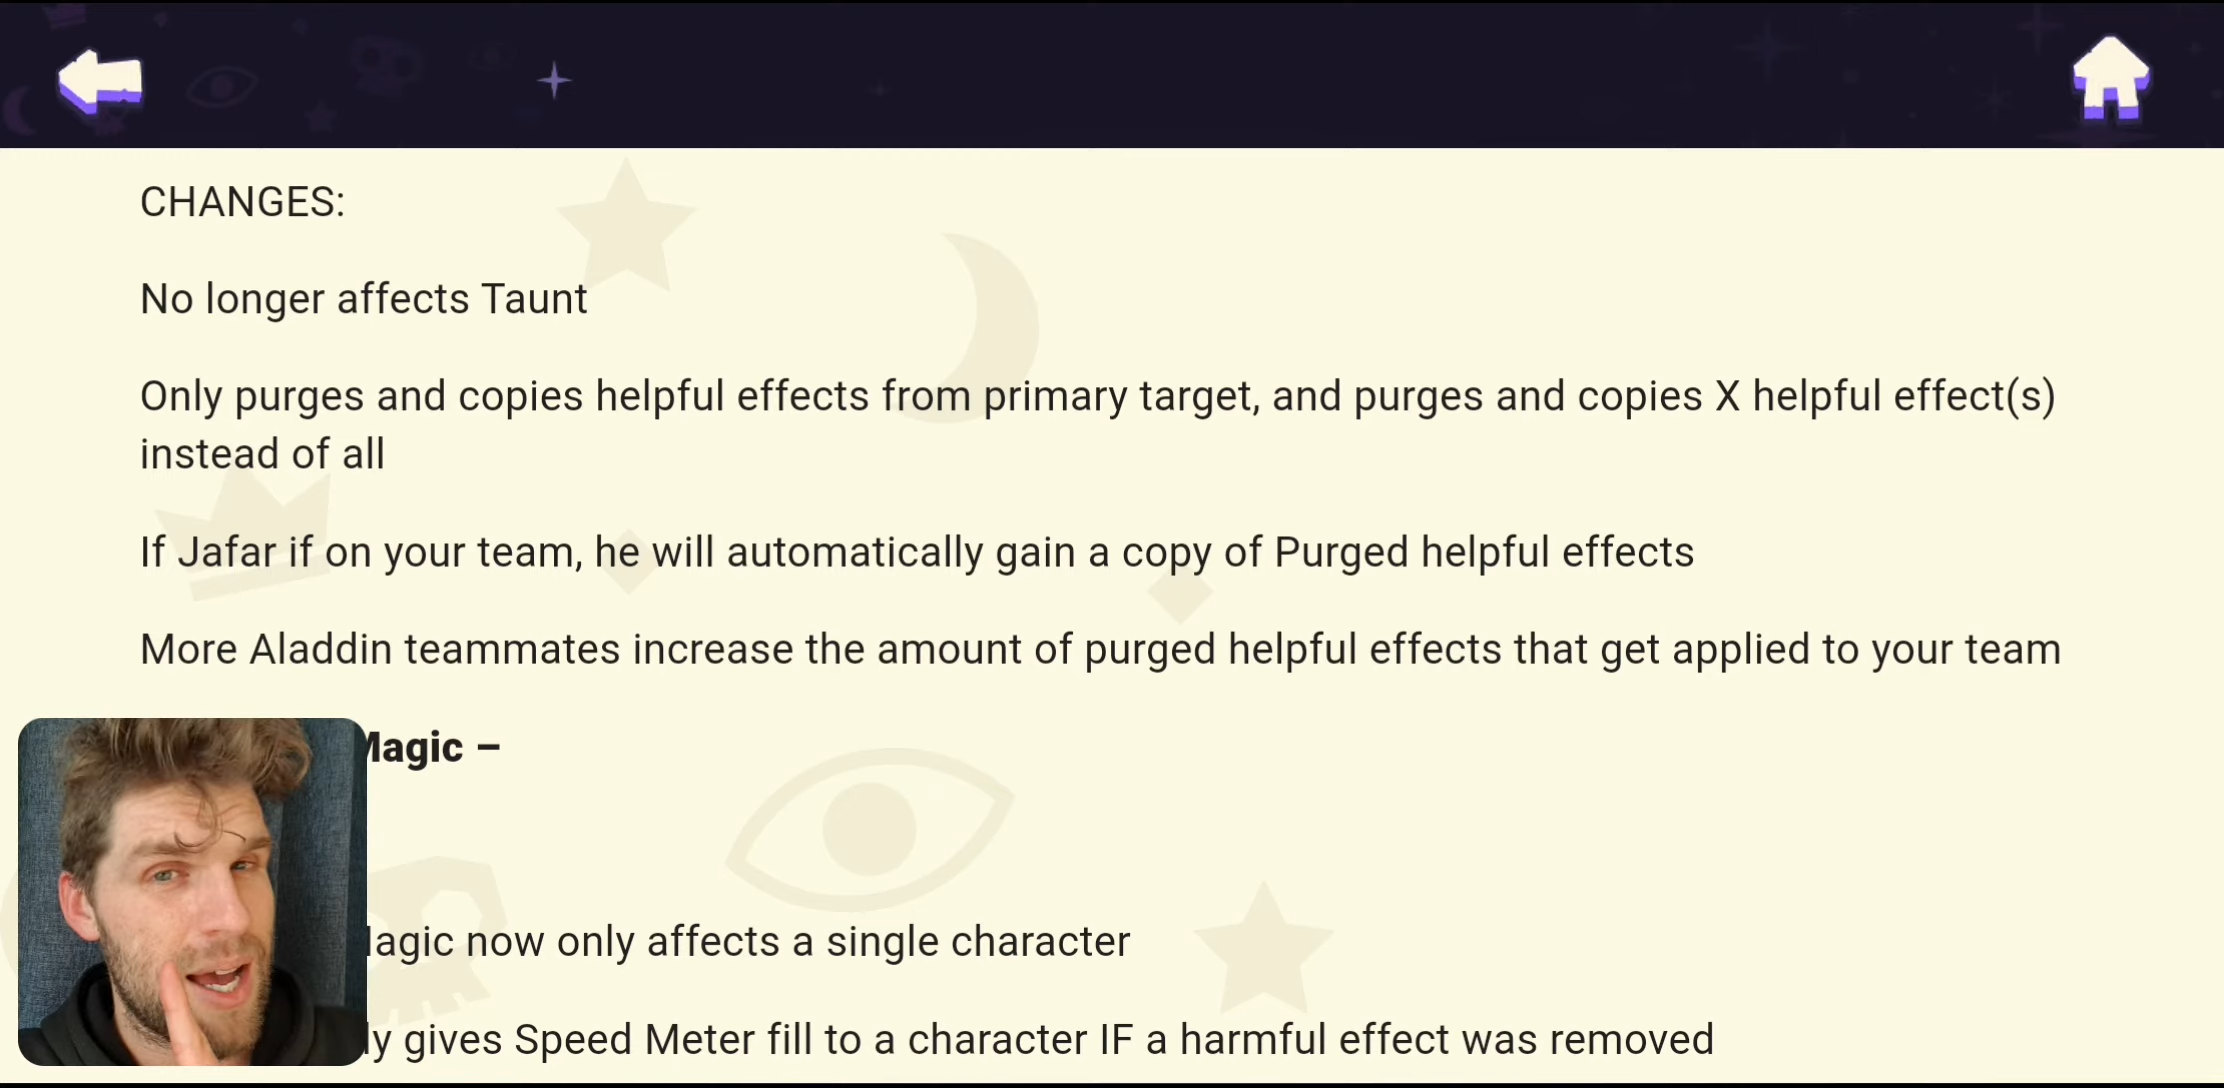 CHANGES:
No longer affects Taunt
Only purges and copies helpful effects from primary target, and purges and copies X helpful effect(s)
instead of all
If Jafar if on your team, he will automatically gain a copy of Purged helpful effects
More Aladdin teammates increase the amount of purged helpful effects that get applied to your team
Magic –
now only affects a single character
gives Speed Meter fill to a character IF a harmful effect was removed